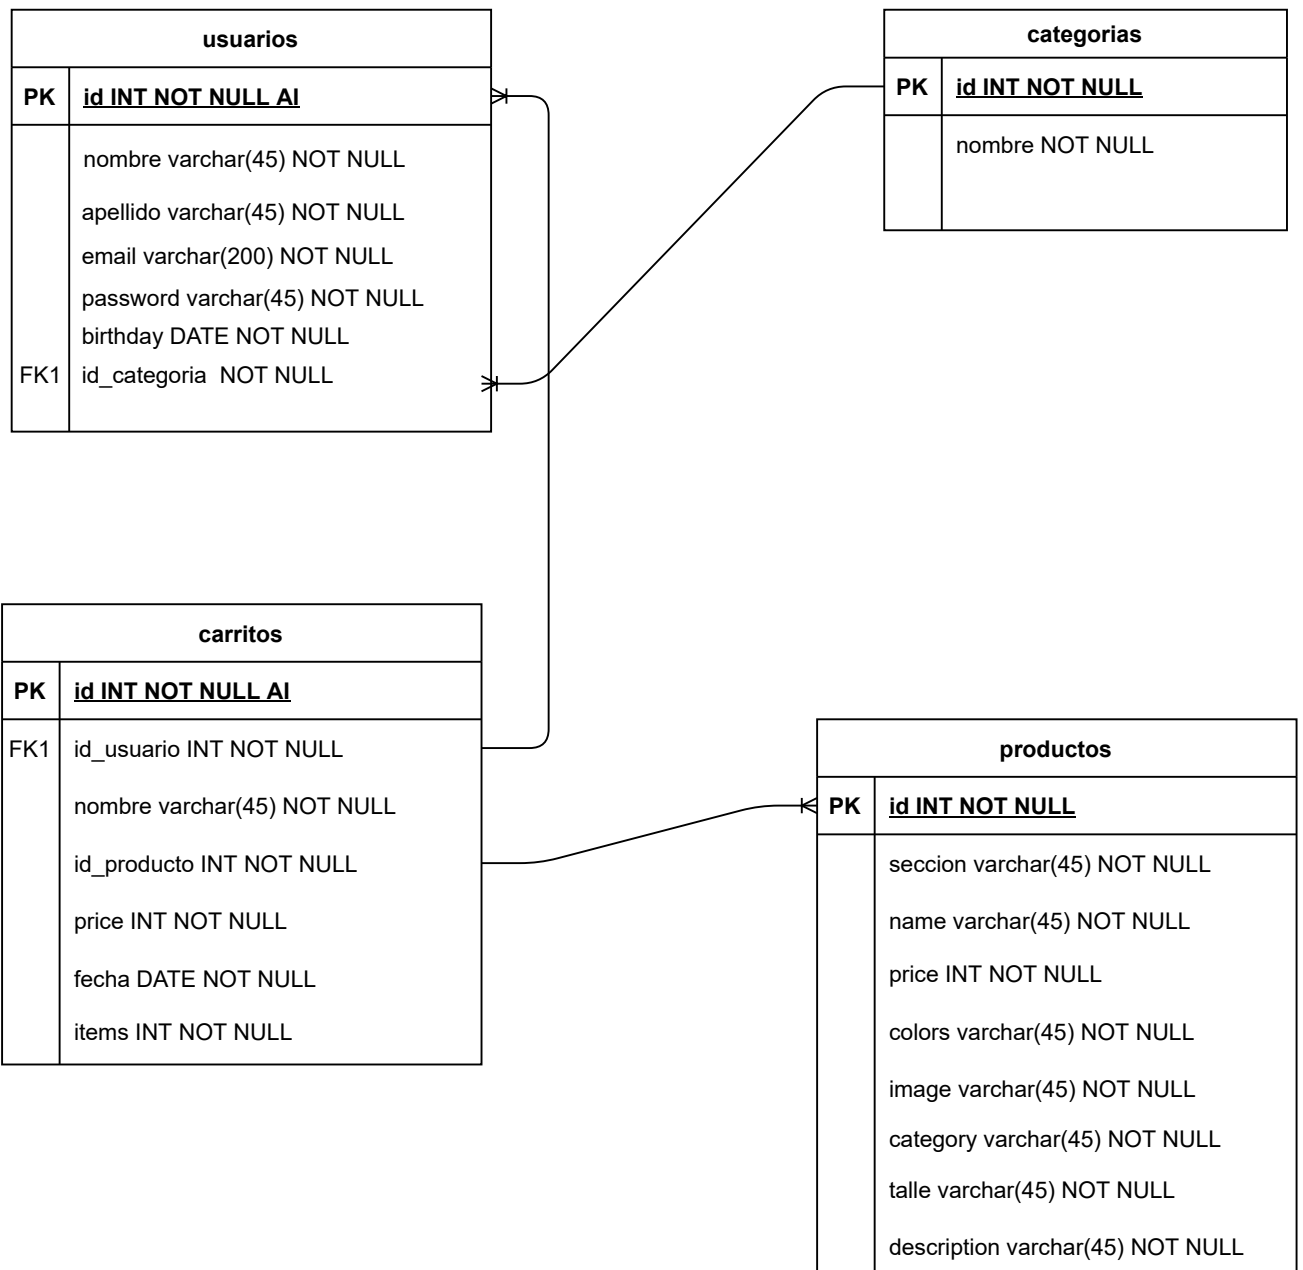 usuarios
PK id INT NOT NULL AI
nombre varchar(45) NOT NULL
apellido varchar(45) NOT NULL
email varchar(200) NOT NULL
password varchar(45) NOT NULL
birthday DATE NOT NULL
FK1 id_categoria NOT NULL
categorias
PK id INT NOT NULL
nombre NOT NULL
carritos
PK id INT NOT NULL AI
FK1 id_usuario INT NOT NULL
nombre varchar(45) NOT NULL
id_producto INT NOT NULL
price INT NOT NULL
fecha DATE NOT NULL
items INT NOT NULL
productos
PK id INT NOT NULL
seccion varchar(45) NOT NULL
name varchar(45) NOT NULL
price INT NOT NULL
colors varchar(45) NOT NULL
image varchar(45) NOT NULL
category varchar(45) NOT NULL
talle varchar(45) NOT NULL
description varchar(45) NOT NULL